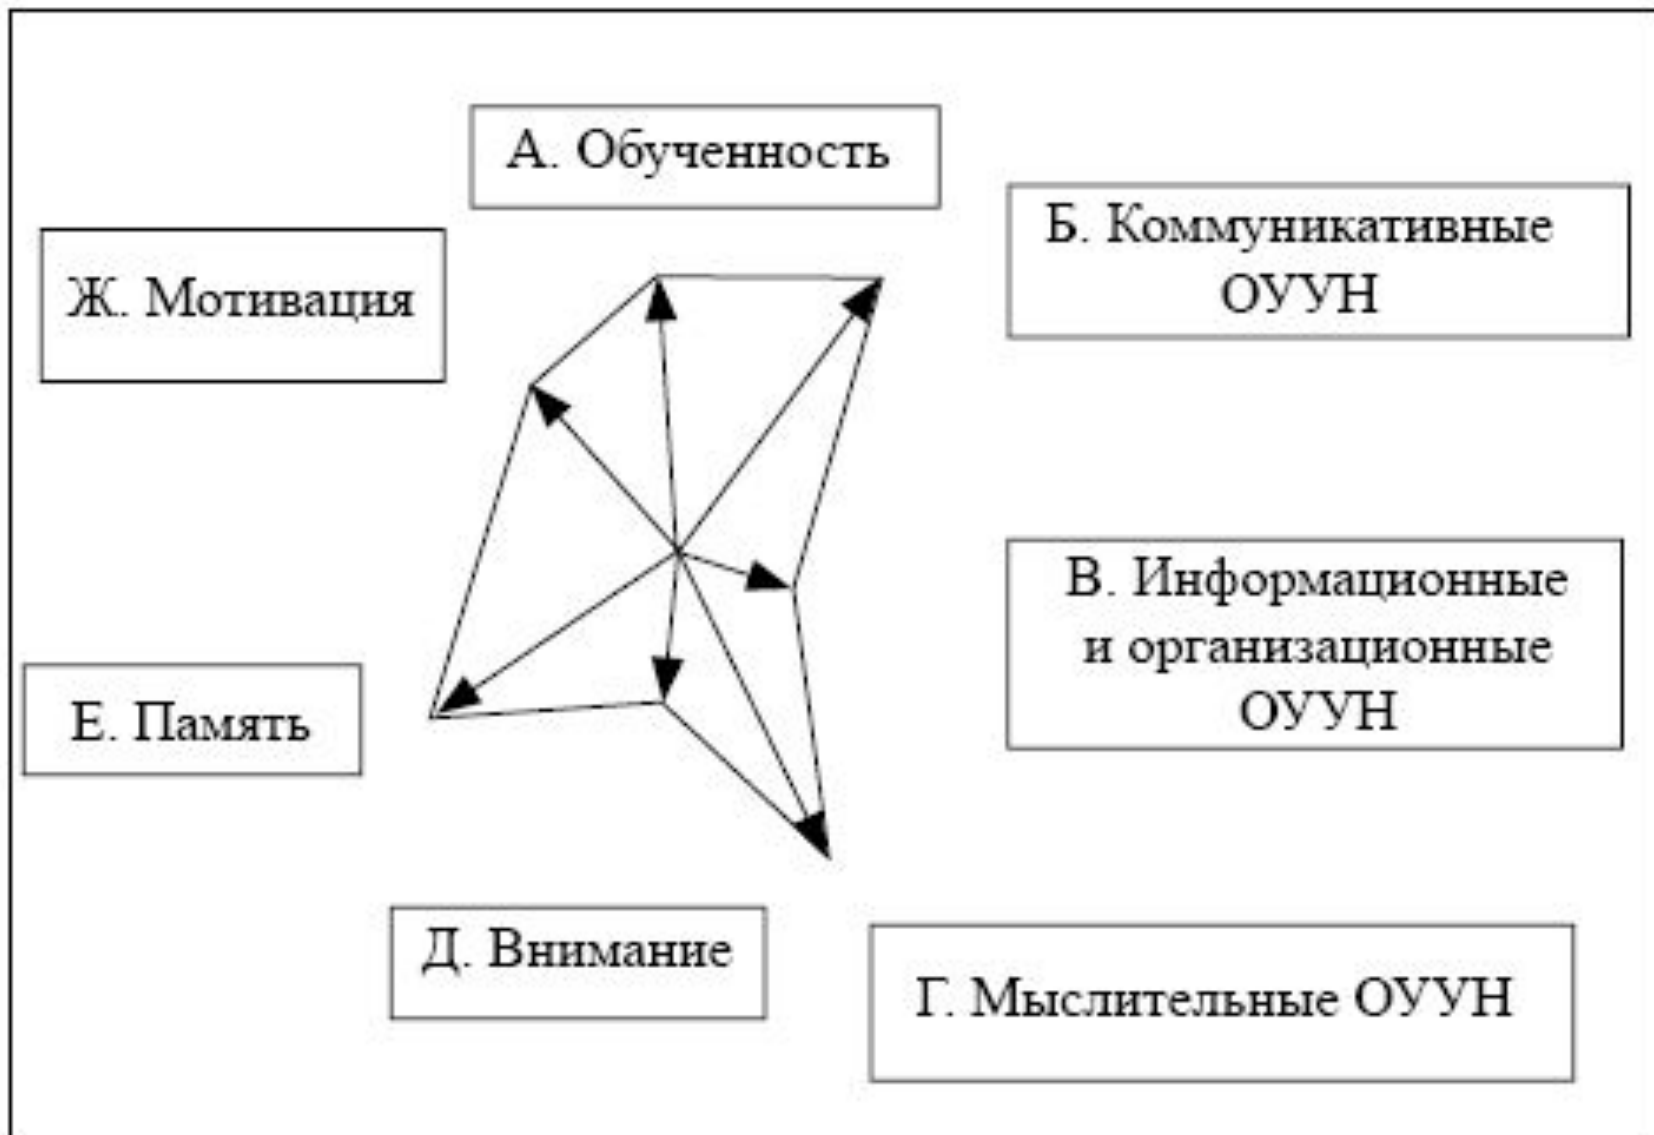 А. Обученность
Б. Коммуникативные
ОУУН
Ж. Мотивация
В. Информационные
и организационные
ОУУН
Е. Память
Д. Внимание
Г. Мыслительные ОУУН